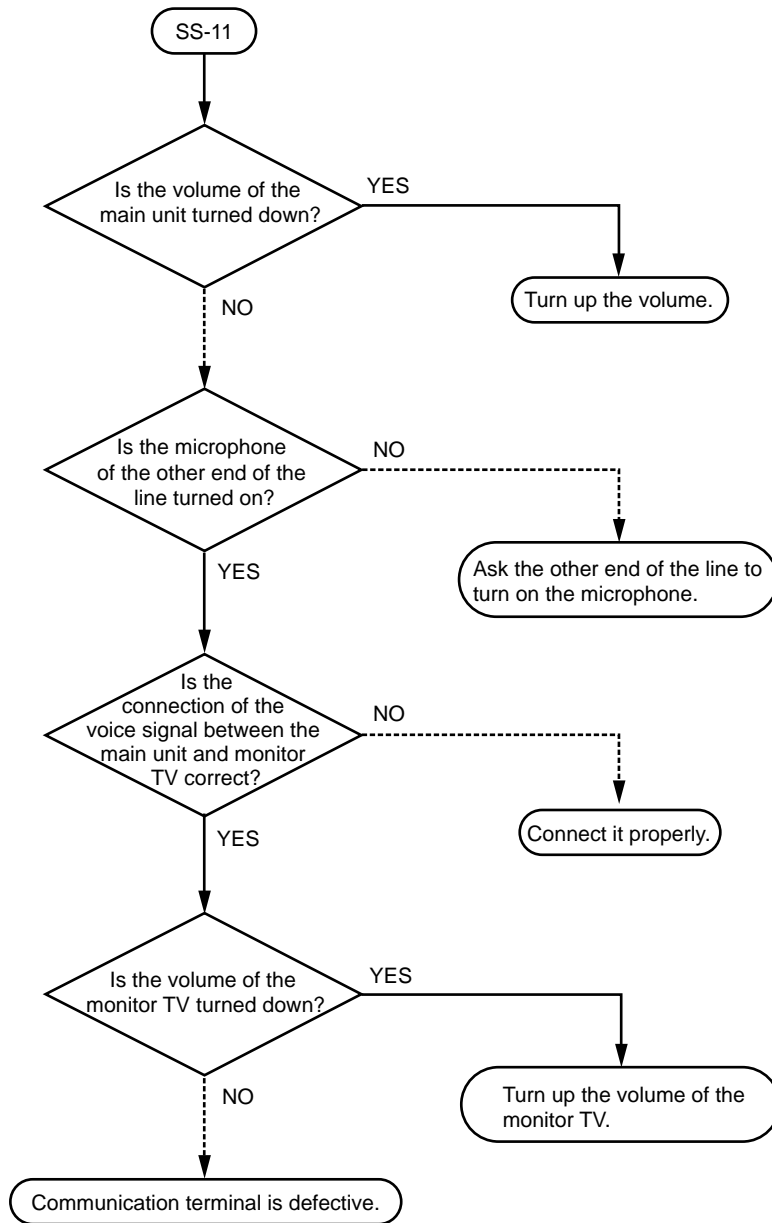 SS-11
Is the volume of the
main unit turned down?
YES
Turn up the volume.
NO
Is the microphone
of the other end of the
line turned on?
NO
Ask the other end of the line to
turn on the microphone.
YES
Is the
connection of the
voice signal between the
main unit and monitor
TV correct?
NO
Connect it properly.
YES
Is the volume of the
monitor TV turned down?
YES
Turn up the volume of the
monitor TV.
NO
Communication terminal is defective.